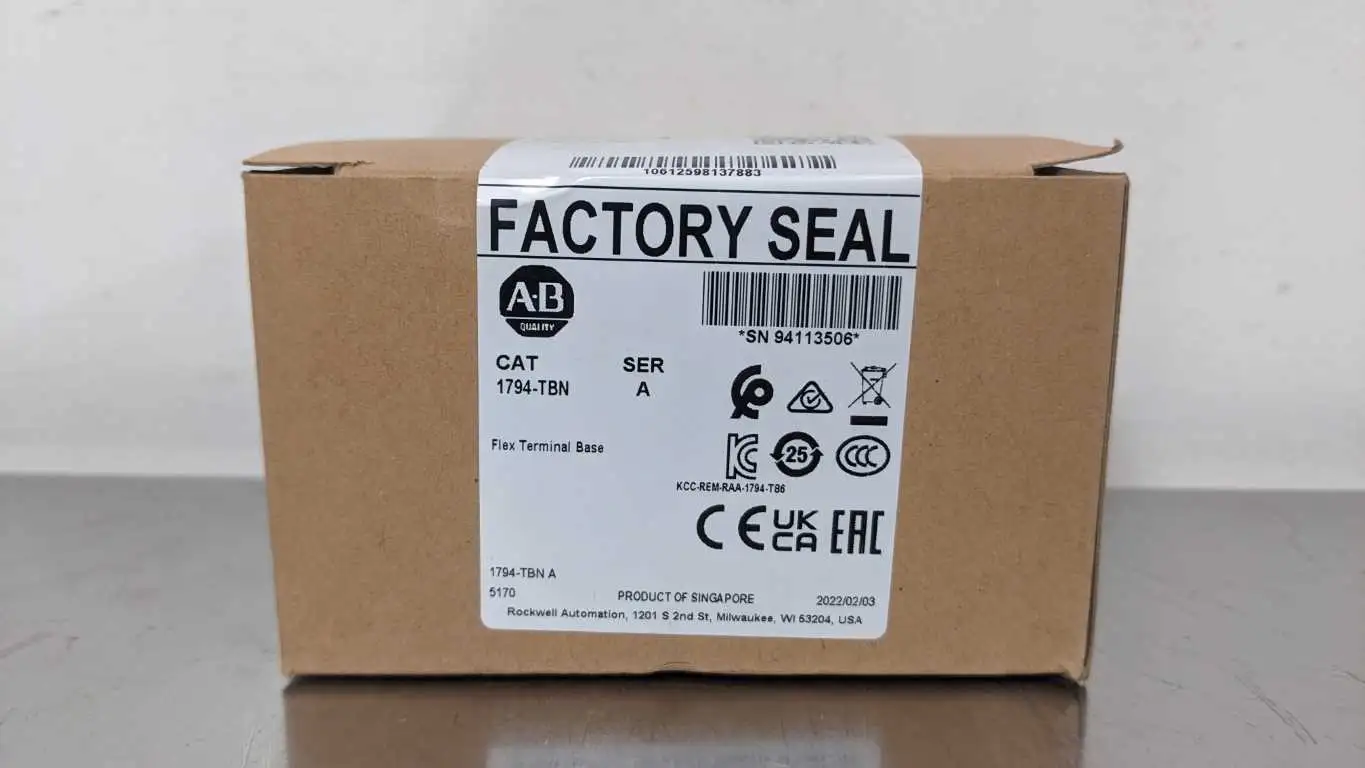 10612598137883
FACTORY SEAL
A·B
QUALITY
*SN 94113506*
CAT SER
1794-TBN A
25
CCC
Flex Terminal Base
KCC-REM-RAA-1794-T86
CE UK CA EAC
1794-TBN A
5170 PRODUCT OF SINGAPORE 2022/02/03
Rockwell Automation, 1201 S 2nd St, Milwaukee, WI 53204, USA